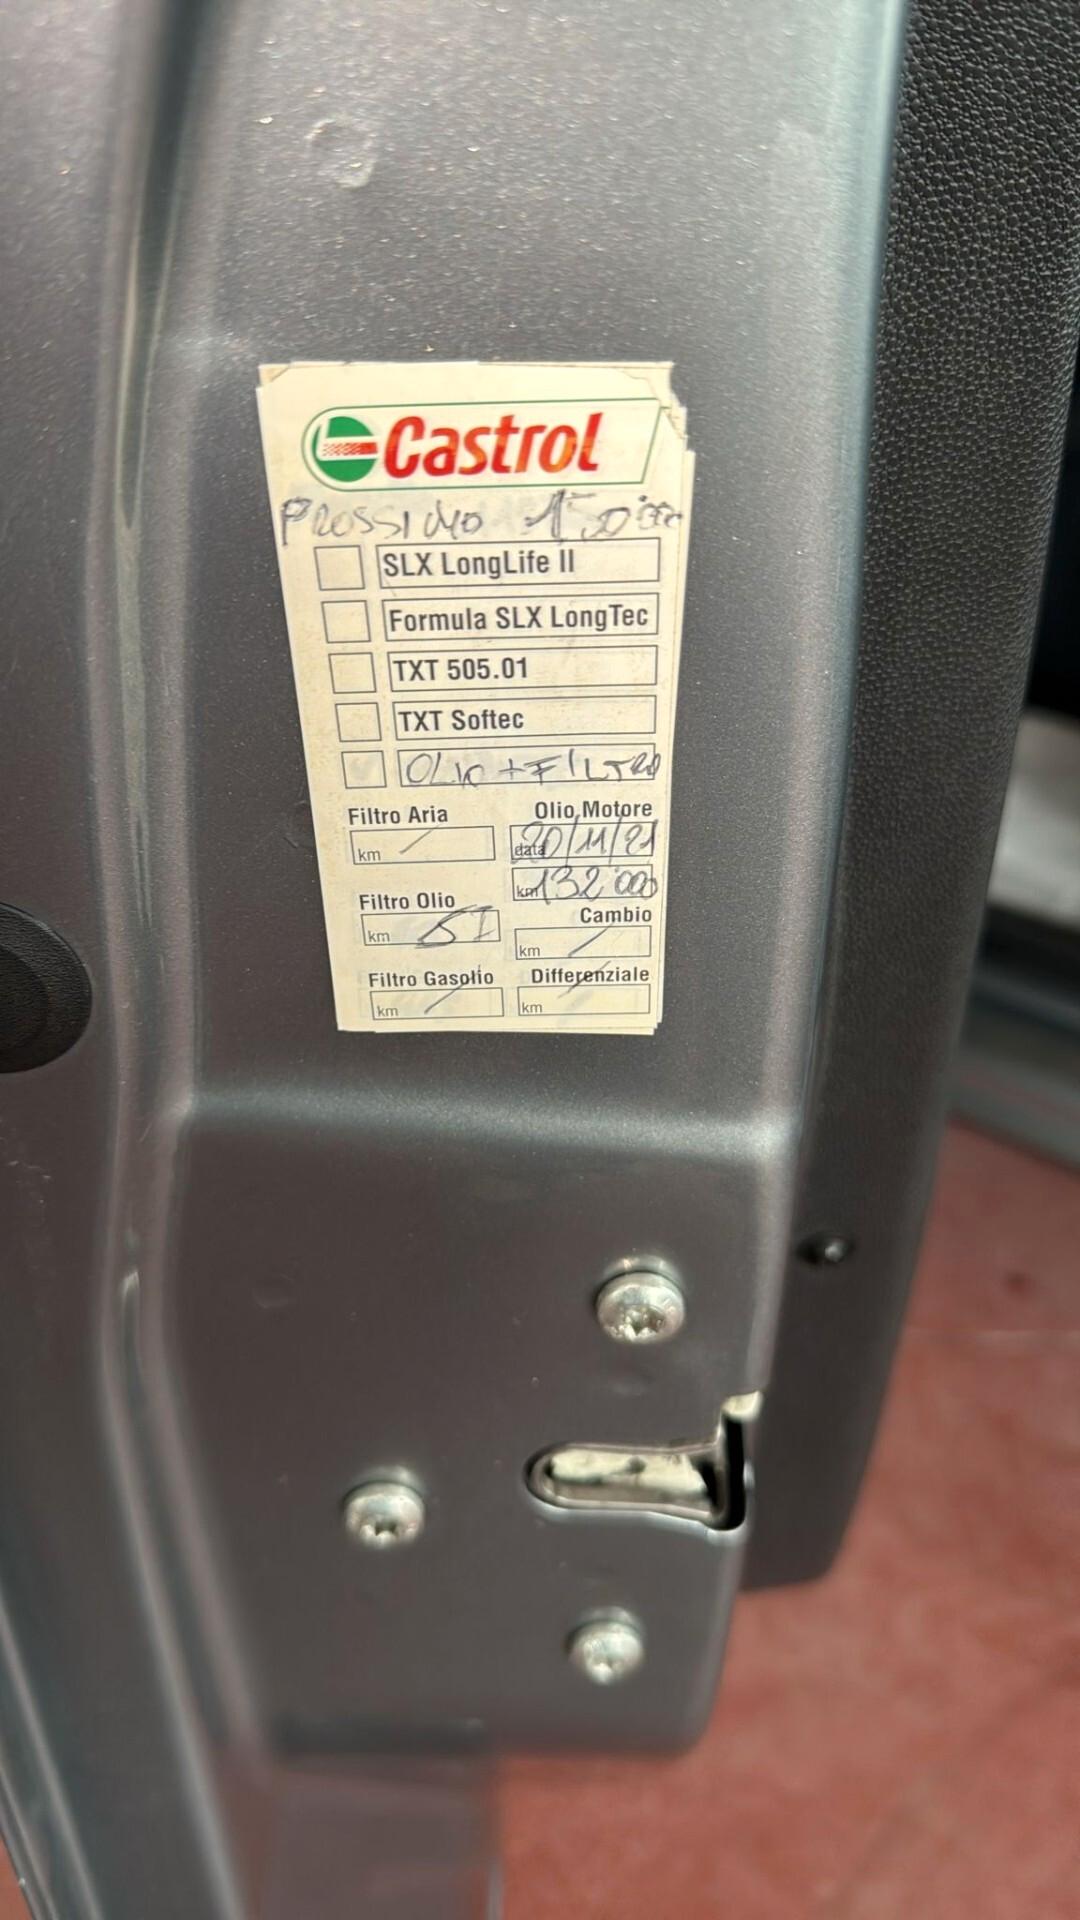 Castrol
PROSSIMO 150'000
SLX LongLife II
Formula SLX LongTec
TXT 505.01
TXT Softec
OLIO + FILTRO
Filtro Aria Olio Motore
km / data 20/11/21
km 132'000
Filtro Olio Cambio
km SI km /
Filtro Gasolio Differenziale
km / km /